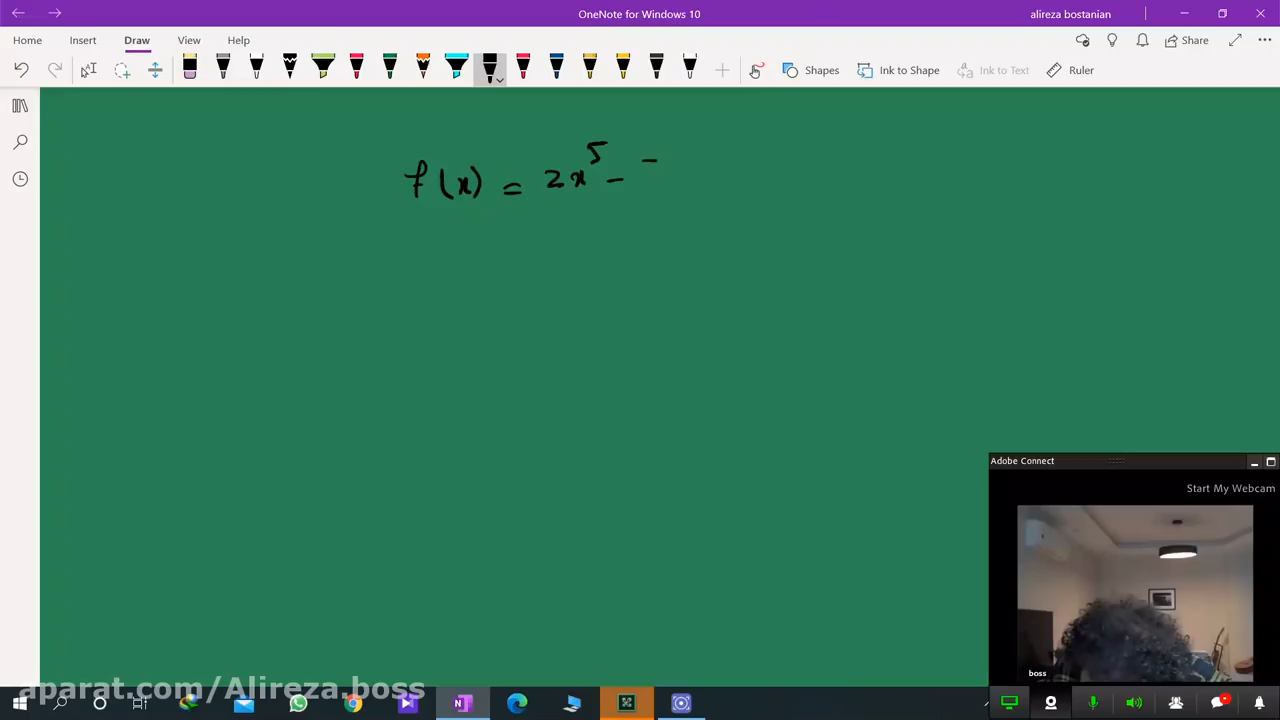 OneNote for Windows 10
alireza bostanian
Home Insert Draw View Help
Share
Shapes Ink to Shape Ink to Text Ruler
f(x) = 2x⁵ -
Adobe Connect
Start My Webcam
boss
aparat.com/Alireza.boss